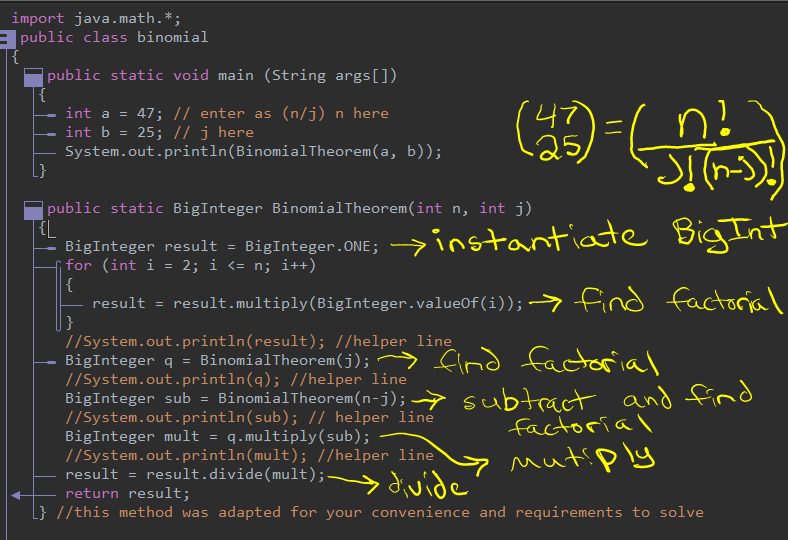 import java.math.*;
public class binomial
{
public static void main (String args[])
{
int a = 47; // enter as (n/j) n here
int b = 25; // j here
System.out.println(BinomialTheorem(a, b));
}
(47 25) = (n! / j!(n-j)!)
public static BigInteger BinomialTheorem(int n, int j)
{
BigInteger result = BigInteger.ONE; → instantiate BigInt
for (int i = 2; i <= n; i++)
{
result = result.multiply(BigInteger.valueOf(i)); → find factorial
}
//System.out.println(result); //helper line
BigInteger q = BinomialTheorem(j); → find factorial
//System.out.println(q); //helper line
BigInteger sub = BinomialTheorem(n-j); → subtract and find
//System.out.println(sub); // helper line
factorial
BigInteger mult = q.multiply(sub); → mutiply
//System.out.println(mult); //helper line
result = result.divide(mult); → divide
return result;
} //this method was adapted for your convenience and requirements to solve